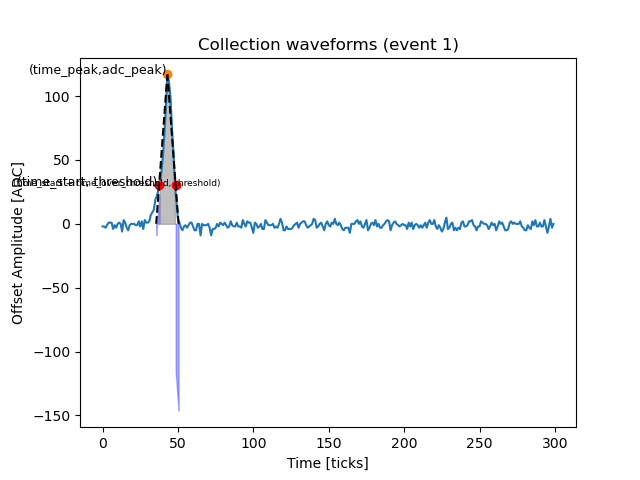 Collection waveforms (event 1)
(time_peak,adc_peak)
(time_start, threshold)
threshold)
Offset Amplitude [ADC]
100
50
0
−50
−100
−150
0
50
100
150
200
250
300
Time [ticks]